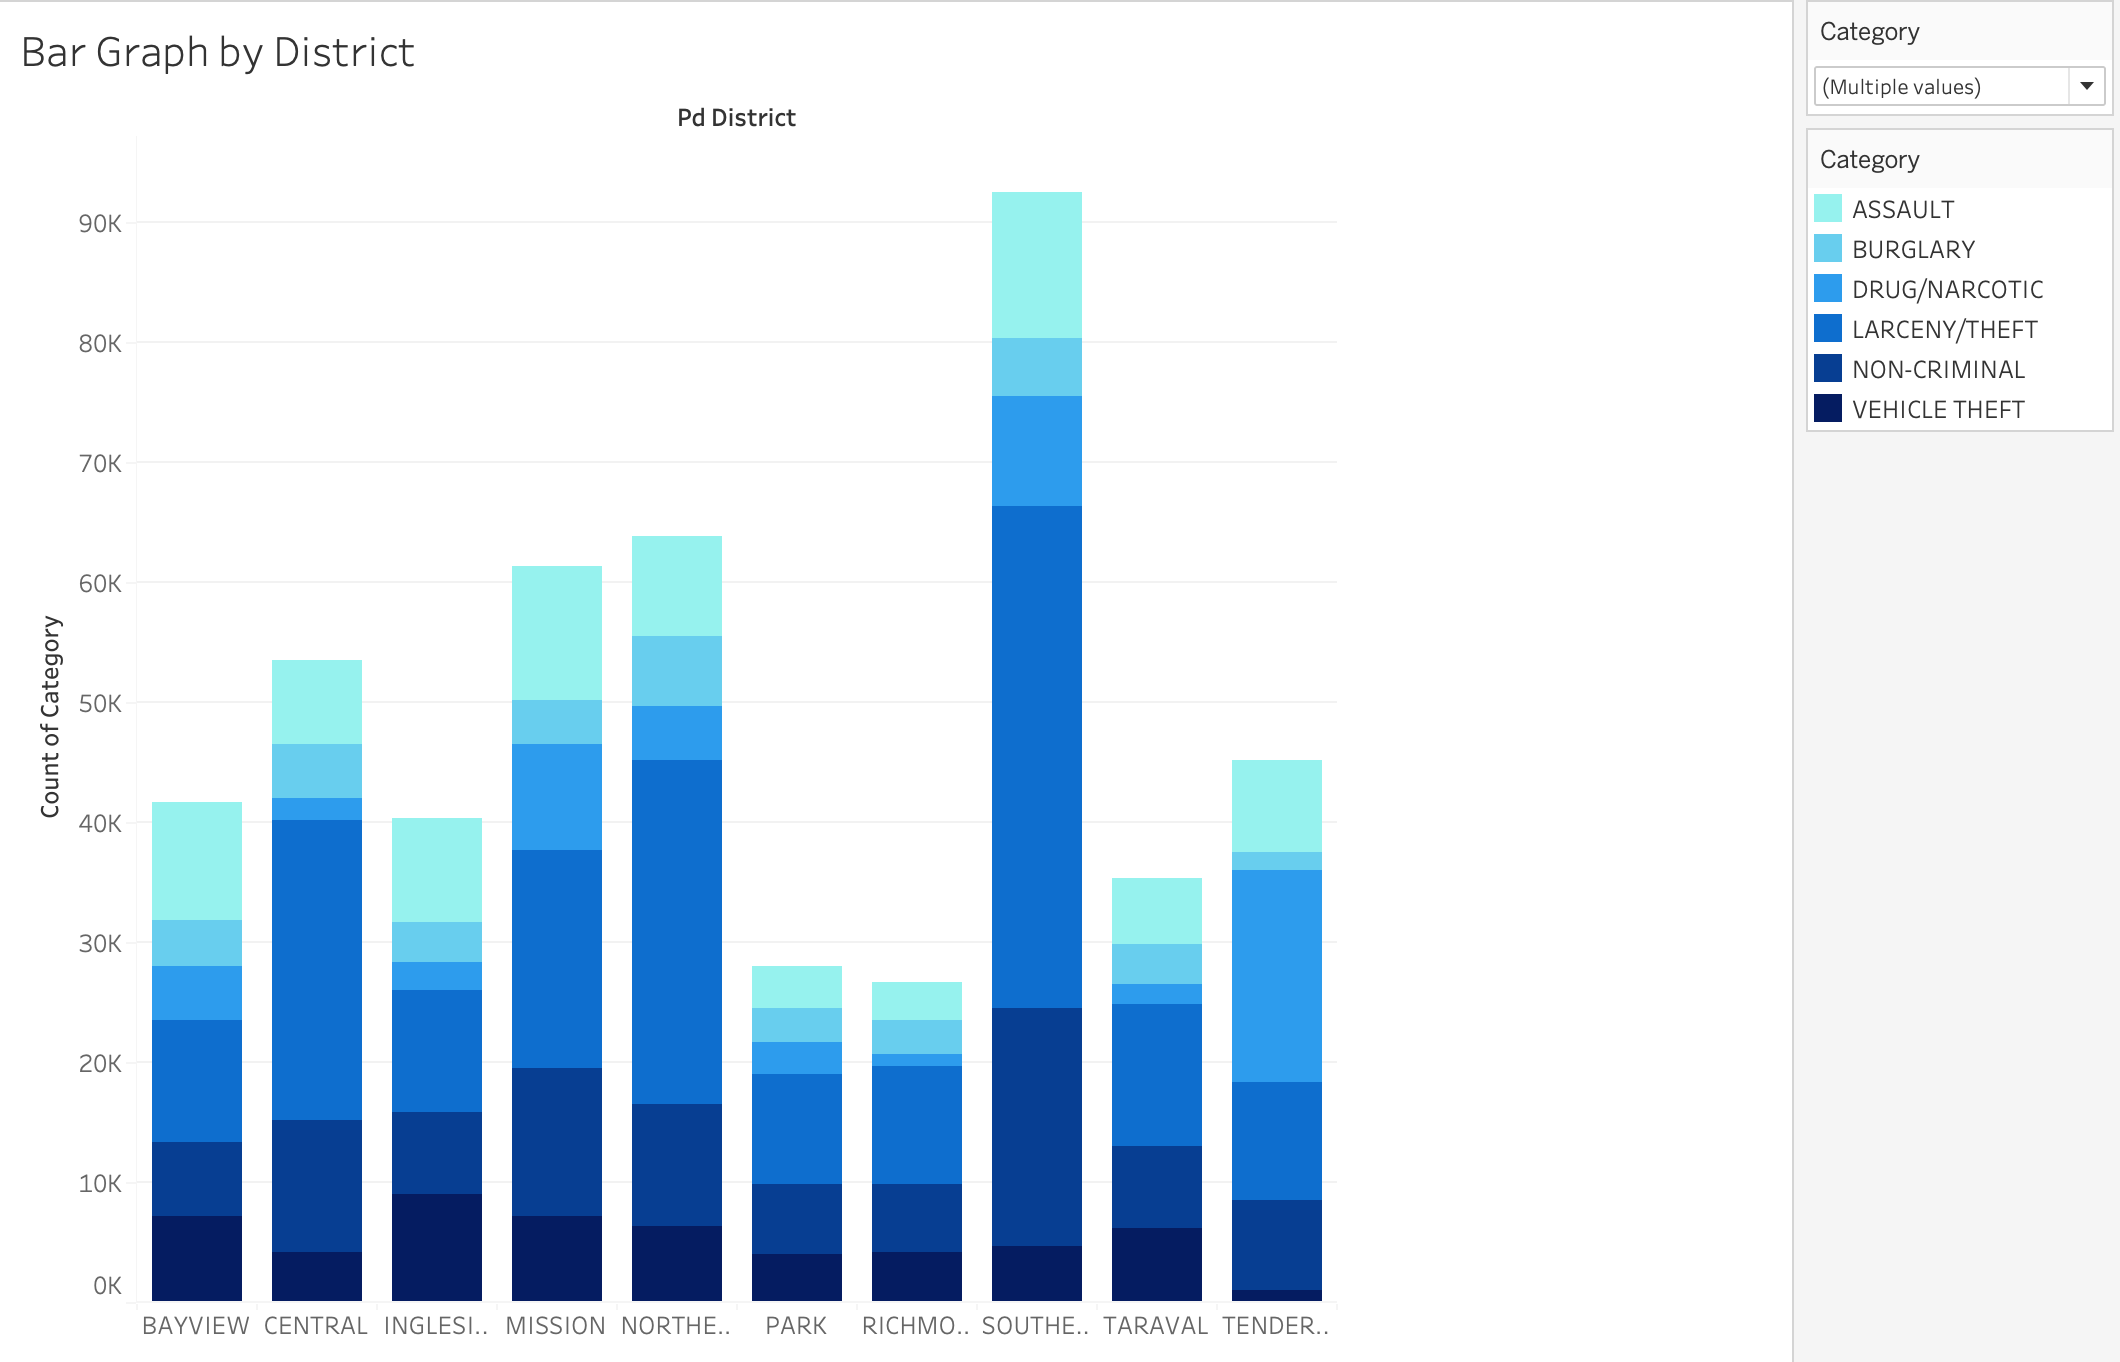 Bar Graph by District
Pd District
Count of Category
90K
80K
70K
60K
50K
40K
30K
20K
10K
0K
BAYVIEW CENTRAL INGLESI.. MISSION NORTHE.. PARK RICHMO.. SOUTHE.. TARAVAL TENDER..
Category
(Multiple values)
Category
ASSAULT
BURGLARY
DRUG/NARCOTIC
LARCENY/THEFT
NON-CRIMINAL
VEHICLE THEFT